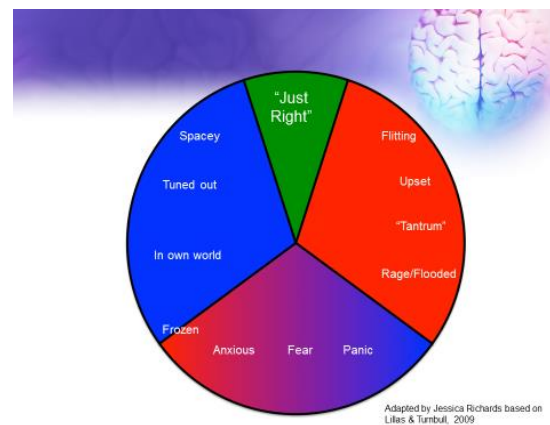 “Just
Right”
Spacey
Tuned out
In own world
Frozen
Flitting
Upset
“Tantrum”
Rage/Flooded
Anxious
Fear
Panic
Adapted by Jessica Richards based on
Lillas & Turnbull, 2009